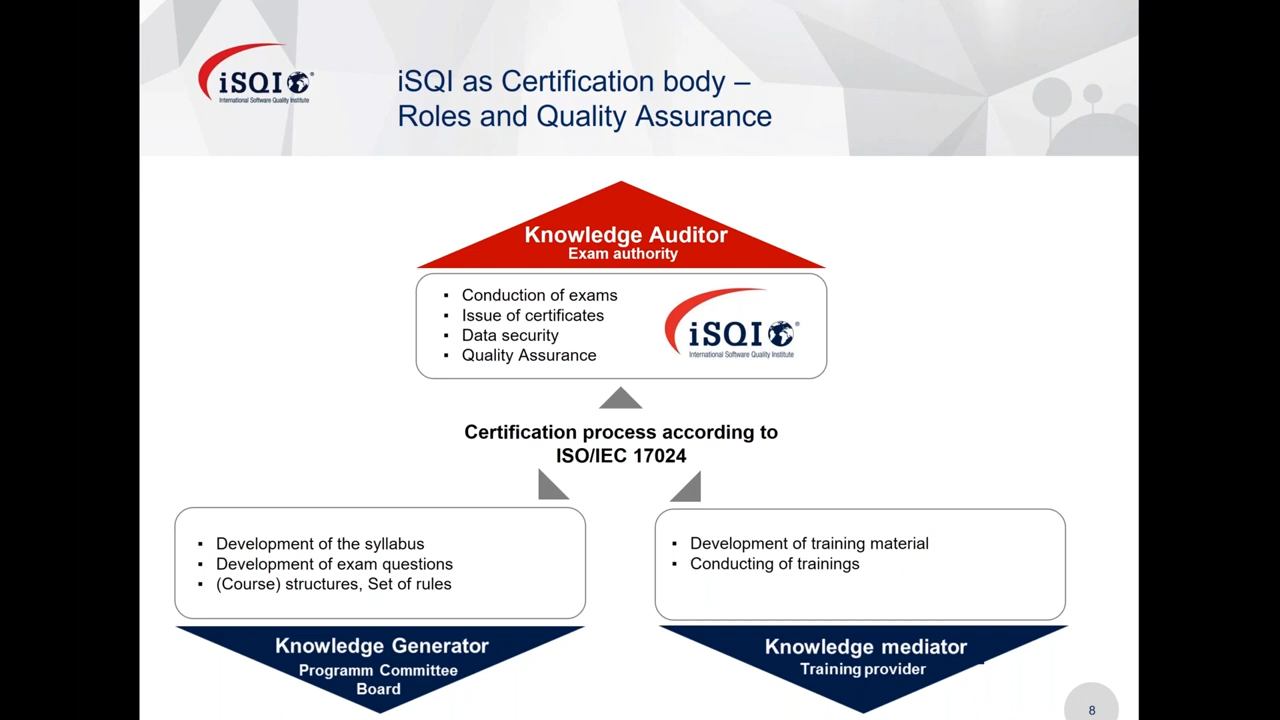 iSQI®
International Software Quality Institute
iSQI as Certification body –
Roles and Quality Assurance
Knowledge Auditor
Exam authority
▪ Conduction of exams
▪ Issue of certificates
▪ Data security
▪ Quality Assurance
iSQI®
International Software Quality Institute
Certification process according to
ISO/IEC 17024
▪ Development of the syllabus
▪ Development of exam questions
▪ (Course) structures, Set of rules
Knowledge Generator
Programm Committee
Board
▪ Development of training material
▪ Conducting of trainings
Knowledge mediator
Training provider
8